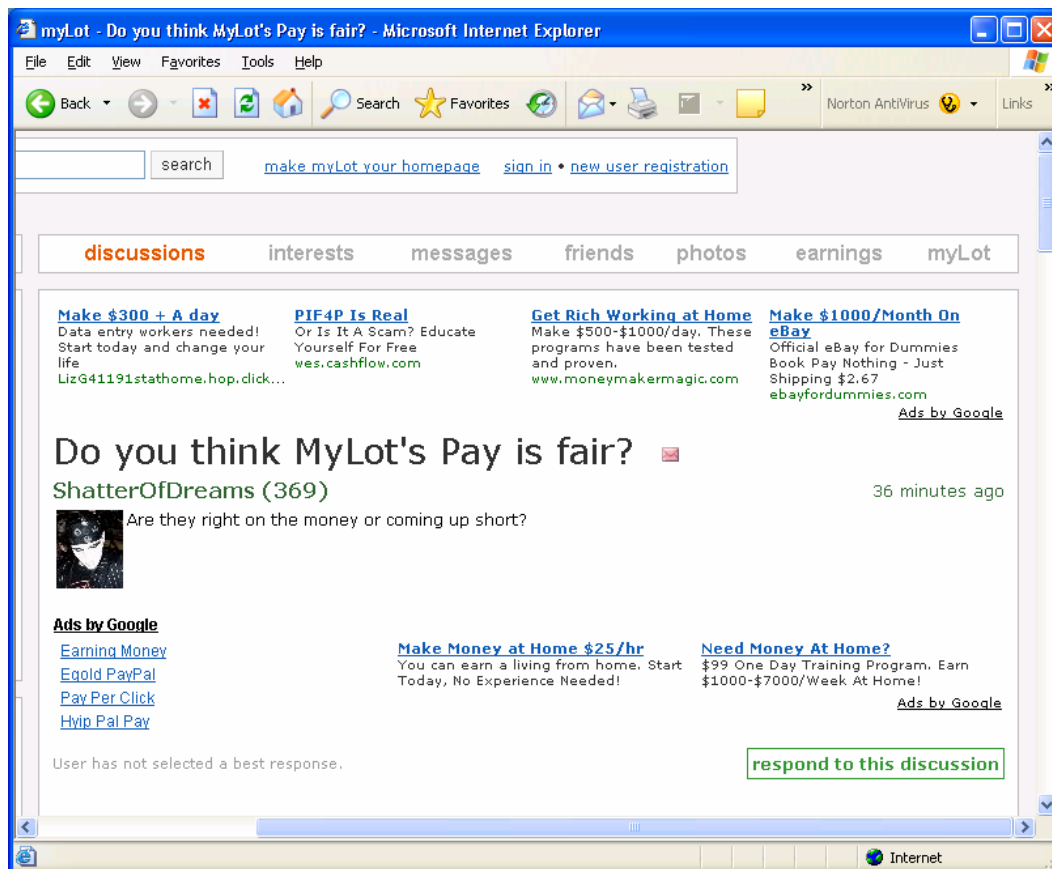 myLot - Do you think MyLot's Pay is fair? - Microsoft Internet Explorer
File Edit View Favorites Tools Help
Back Search Favorites Norton AntiVirus Links
search make myLot your homepage sign in • new user registration
discussions interests messages friends photos earnings myLot
Make $300 + A day
Data entry workers needed!
Start today and change your
life
LizG41191stathome.hop.click...
PIF4P Is Real
Or Is It A Scam? Educate
Yourself For Free
wes.cashflow.com
Get Rich Working at Home
Make $500-$1000/day. These
programs have been tested
and proven.
www.moneymakermagic.com
Make $1000/Month On
eBay
Official eBay for Dummies
Book Pay Nothing - Just
Shipping $2.67
ebayfordummies.com
Ads by Google
Do you think MyLot's Pay is fair?
ShatterOfDreams (369) 36 minutes ago
Are they right on the money or coming up short?
Ads by Google
Earning Money
Egold PayPal
Pay Per Click
Hyip Pal Pay
Make Money at Home $25/hr
You can earn a living from home. Start
Today, No Experience Needed!
Need Money At Home?
$99 One Day Training Program. Earn
$1000-$7000/Week At Home!
Ads by Google
User has not selected a best response. respond to this discussion
Internet